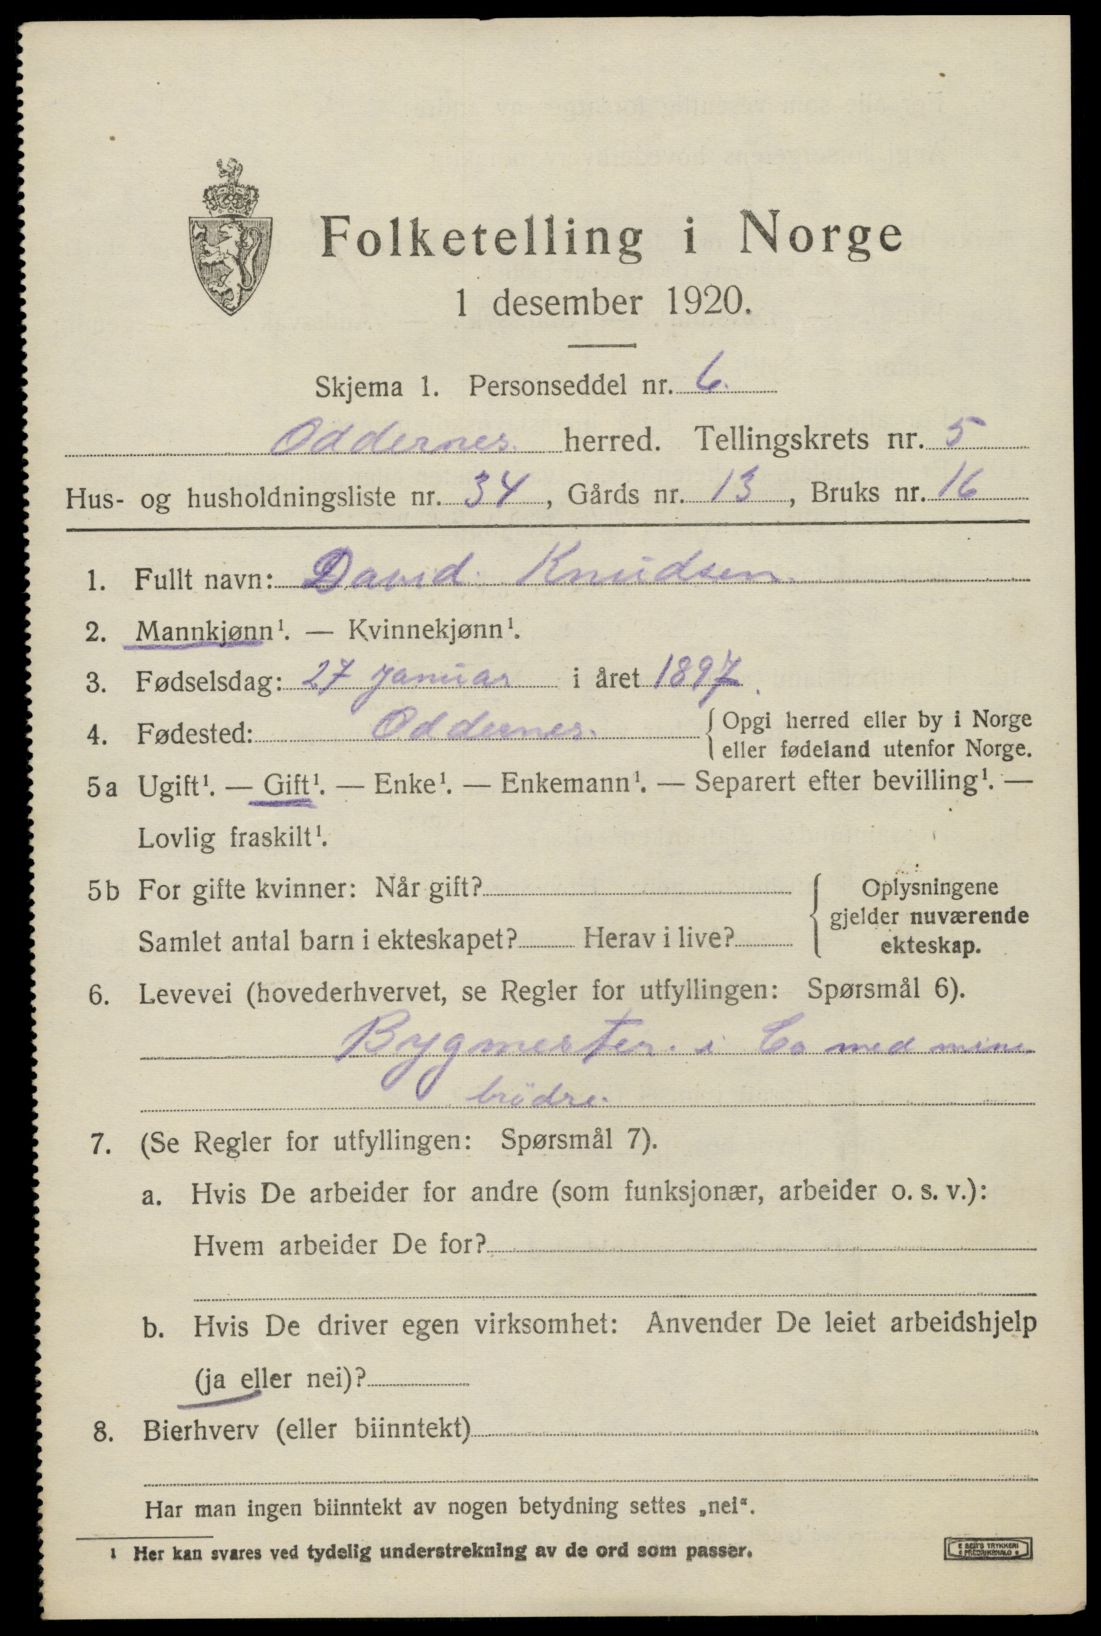 Folketelling i Norge
1 desember 1920.
Skjema 1. Personseddel nr. 6.
Oddernes. herred. Tellingskrets nr. 5
Hus- og husholdningsliste nr. 34, Gårds nr. 13, Bruks nr. 16
1. Fullt navn: David Knudsen.
2. Mannkjønn¹. — Kvinnekjønn¹.
3. Fødselsdag: 27 januar i året 1897.
4. Fødested: Oddernes. {Opgi herred eller by i Norge
eller fødeland utenfor Norge.
5a Ugift¹. — Gift¹. — Enke¹. — Enkemann¹. — Separert efter bevilling¹. —
Lovlig fraskilt¹.
5b For gifte kvinner: Når gift? { Oplysningene
gjelder nuværende
Samlet antal barn i ekteskapet? Herav i live? ekteskap.
6. Levevei (hovederhvervet, se Regler for utfyllingen: Spørsmål 6).
Bygmester. i Co med mine
brödre.
7. (Se Regler for utfyllingen: Spørsmål 7).
a. Hvis De arbeider for andre (som funksjonær, arbeider o. s. v.):
Hvem arbeider De for?
b. Hvis De driver egen virksomhet: Anvender De leiet arbeidshjelp
(ja eller nei)?
8. Bierhverv (eller biinntekt)
Har man ingen biinntekt av nogen betydning settes „nei“.
¹ Her kan svares ved tydelig understrekning av de ord som passer.